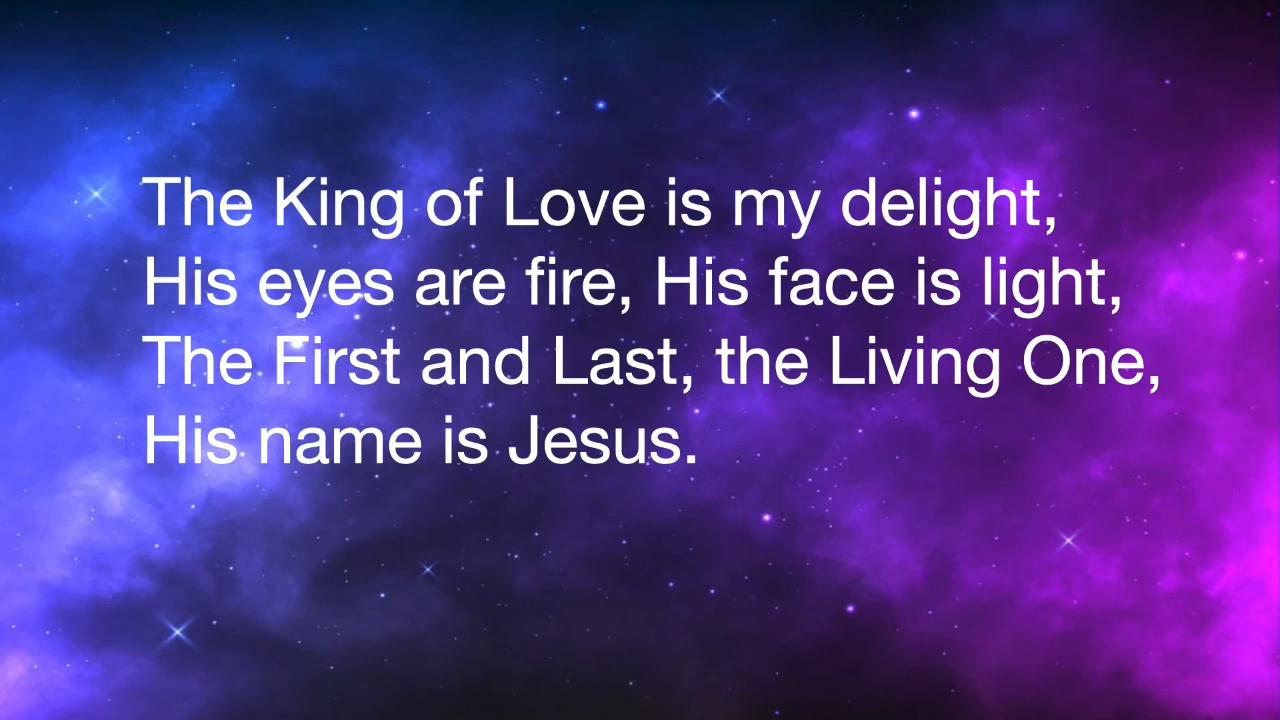 The King of Love is my delight,
His eyes are fire, His face is light,
The First and Last, the Living One,
His name is Jesus.